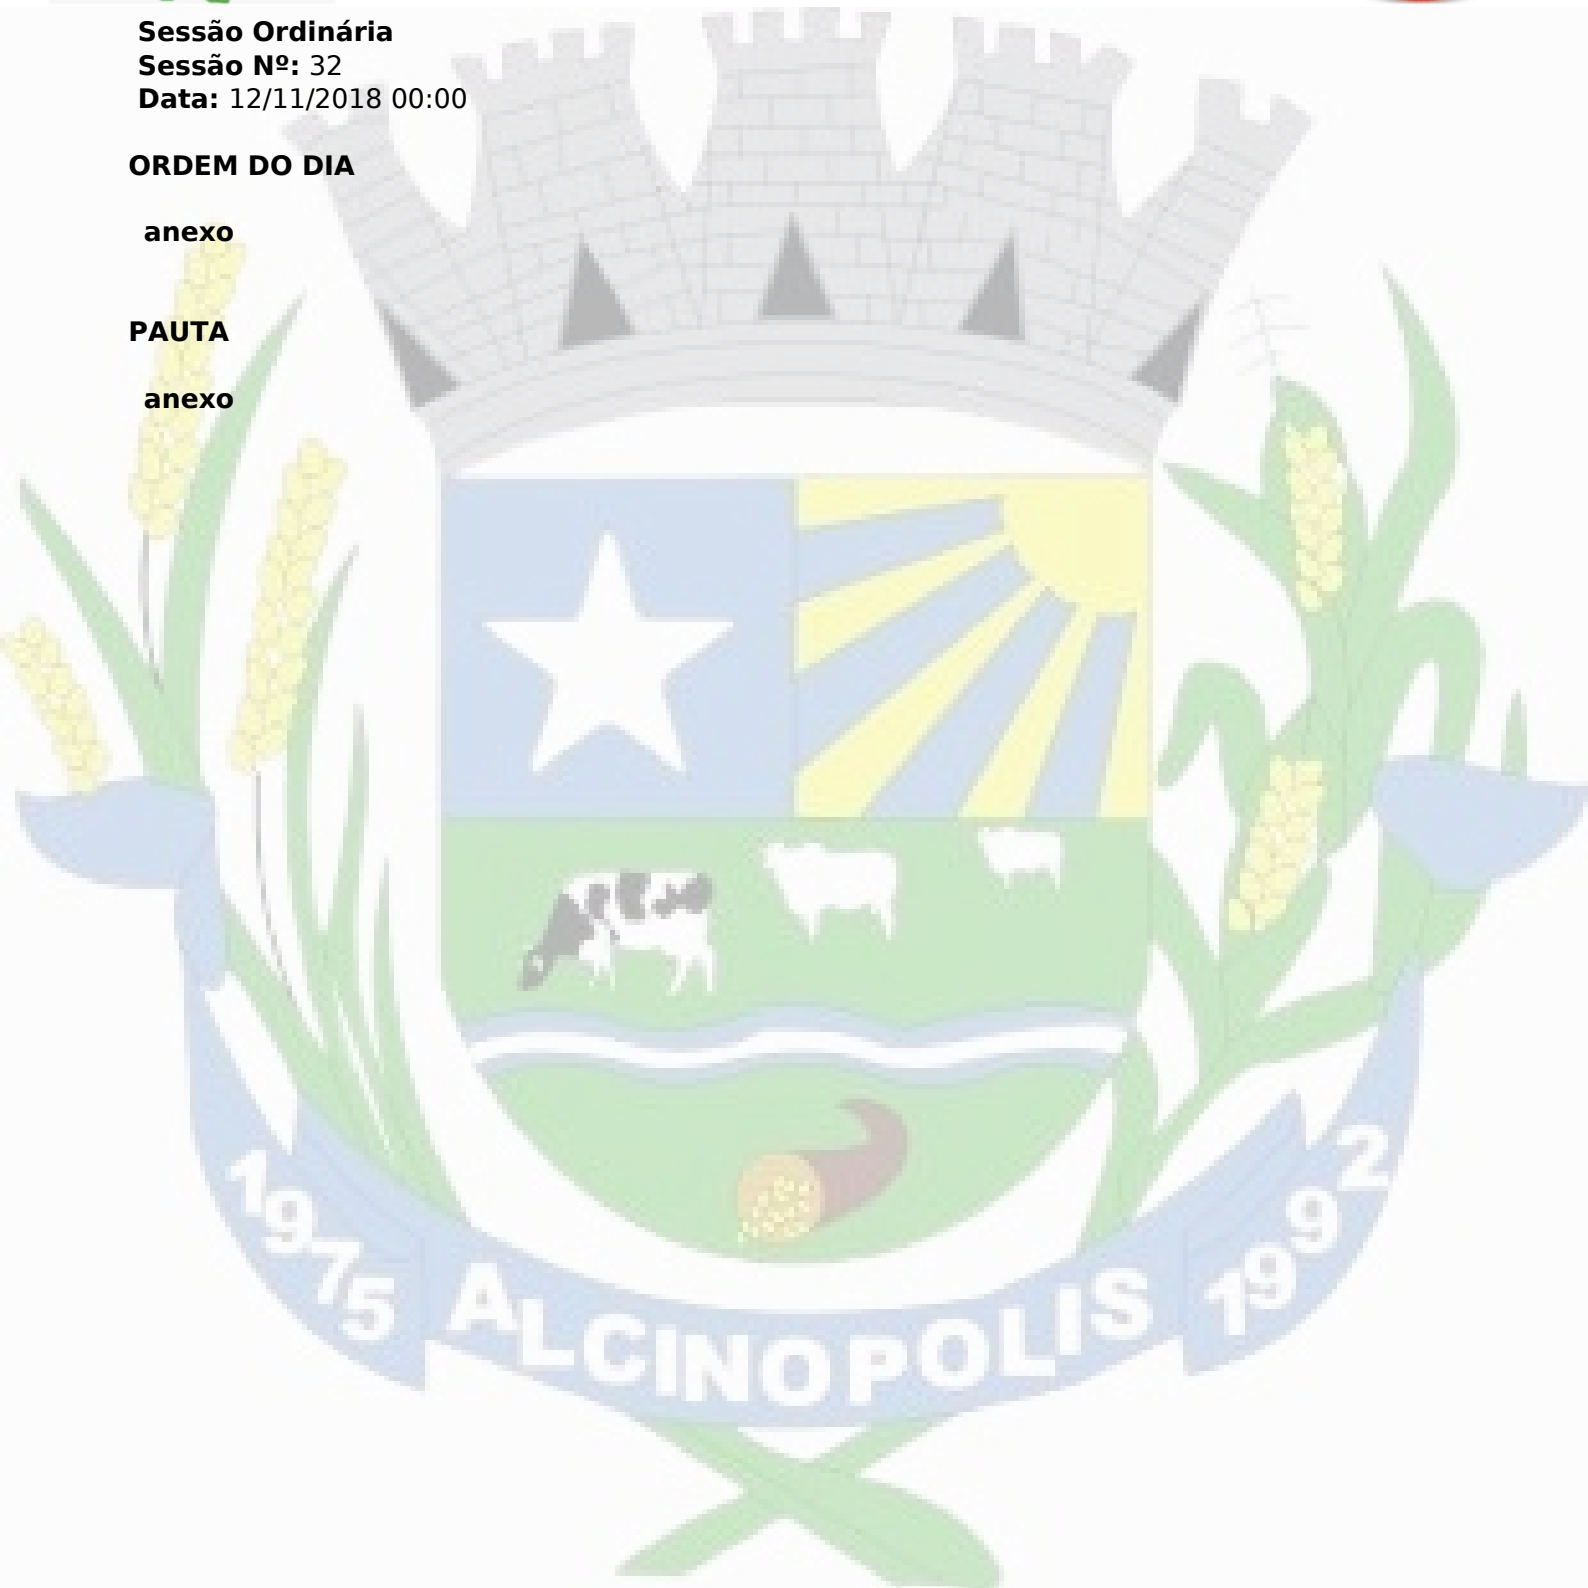 Sessão Ordinária
Sessão Nº: 32
Data: 12/11/2018 00:00
ORDEM DO DIA
anexo
PAUTA
anexo
1975 ALCINOPOLIS 1992